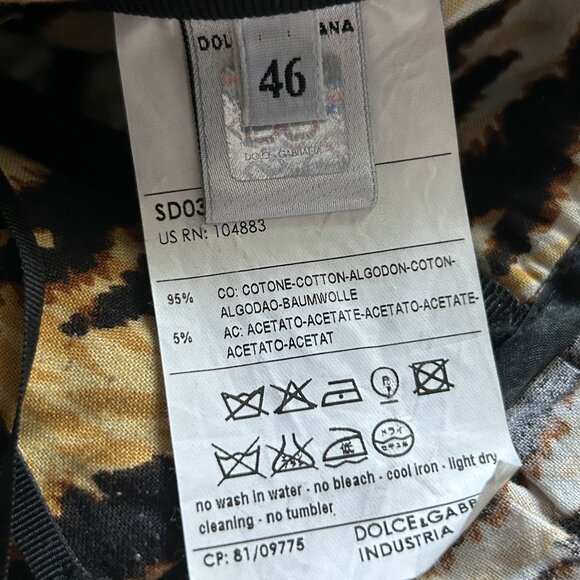 DOL ANA
46
DOLCE&GABBANA
SD03
US RN: 104883
95% CO: COTONE-COTTON-ALGODON-COTON-
ALGODAO-BAUMWOLLE
5% AC: ACETATO-ACETATE-ACETATO-ACETATE-
ACETATO-ACETAT
no wash in water - no bleach - cool iron - light dry
cleaning - no tumbler
DOLCE&GABB
INDUSTRIA
CP: 81/09775